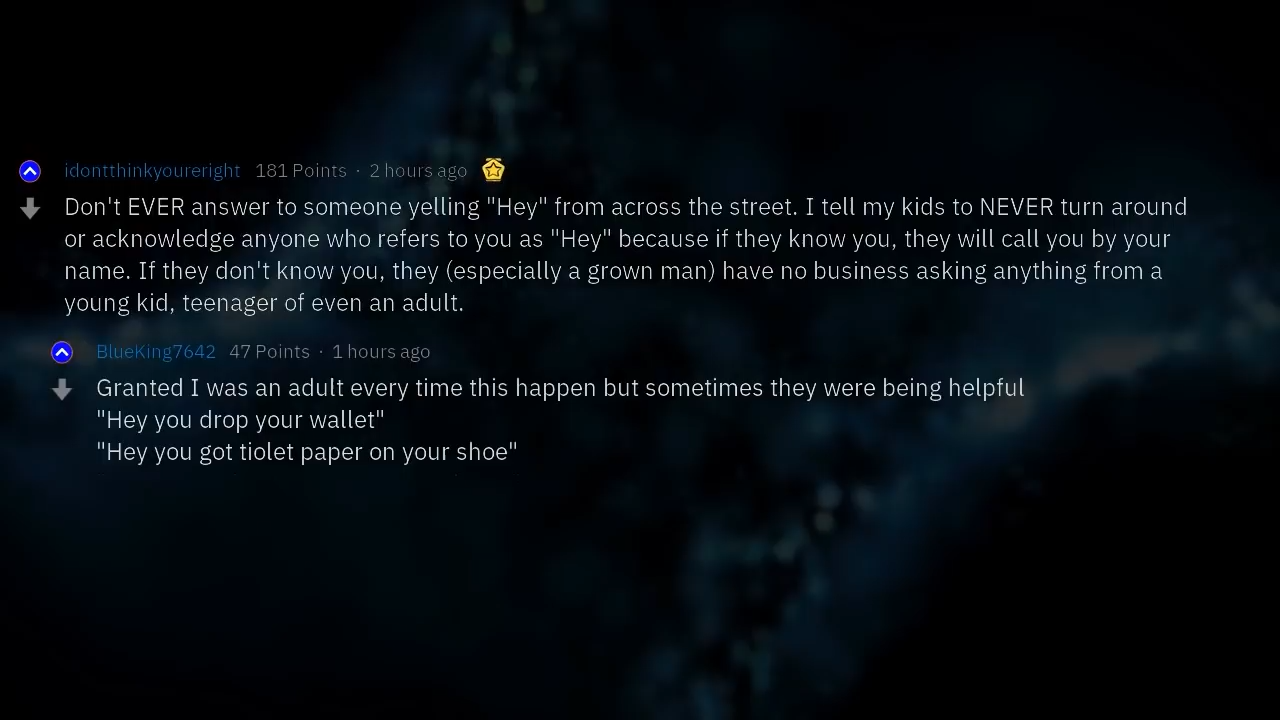 idontthinkyoureright 181 Points · 2 hours ago
Don't EVER answer to someone yelling "Hey" from across the street. I tell my kids to NEVER turn around
or acknowledge anyone who refers to you as "Hey" because if they know you, they will call you by your
name. If they don't know you, they (especially a grown man) have no business asking anything from a
young kid, teenager of even an adult.
BlueKing7642 47 Points · 1 hours ago
Granted I was an adult every time this happen but sometimes they were being helpful
"Hey you drop your wallet"
"Hey you got tiolet paper on your shoe"